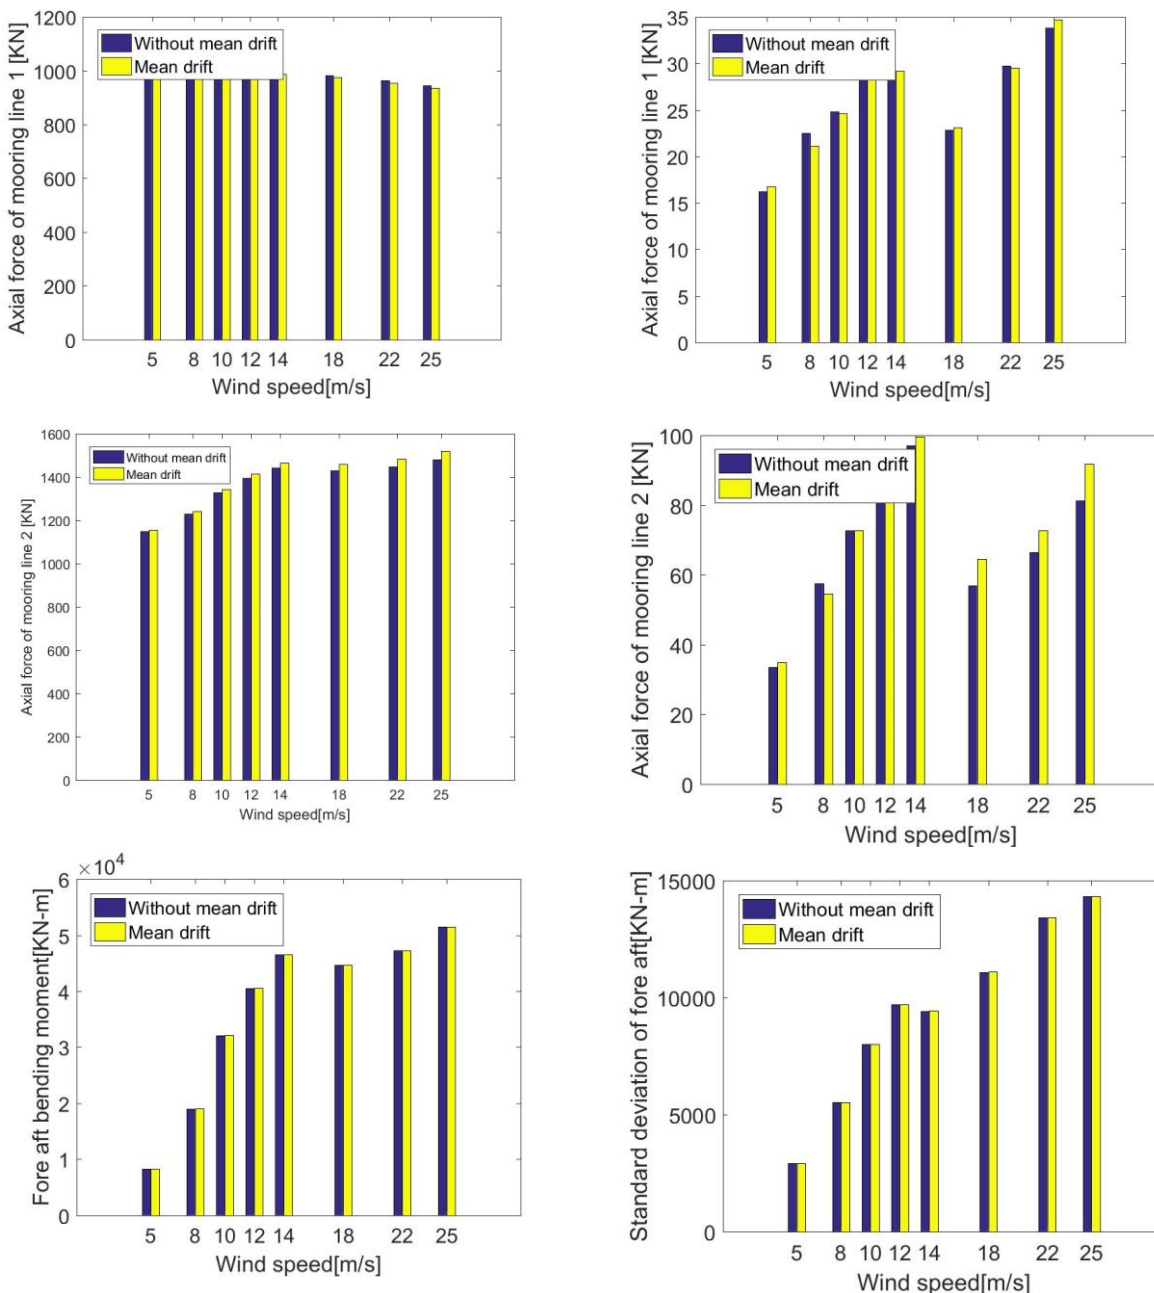 Axial force of mooring line 1 [KN]
1200
1000
800
600
400
200
0
Without mean drift
Mean drift
5 8 10 12 14 18 22 25
Wind speed[m/s]
Axial force of mooring line 1 [KN]
35
30
25
20
15
10
5
0
Without mean drift
Mean drift
5 8 10 12 14 18 22 25
Wind speed[m/s]
Axial force of mooring line 2 [KN]
1600
1400
1200
1000
800
600
400
200
0
Without mean drift
Mean drift
5 8 10 12 14 18 22 25
Wind speed[m/s]
Axial force of mooring line 2 [KN]
100
80
60
40
20
0
Without mean drift
Mean drift
5 8 10 12 14 18 22 25
Wind speed[m/s]
Fore aft bending moment[KN-m]
×10⁴
6
5
4
3
2
1
0
Without mean drift
Mean drift
5 8 10 12 14 18 22 25
Wind speed[m/s]
Standard deviation of fore aft[KN-m]
15000
10000
5000
0
Without mean drift
Mean drift
5 8 10 12 14 18 22 25
Wind speed[m/s]